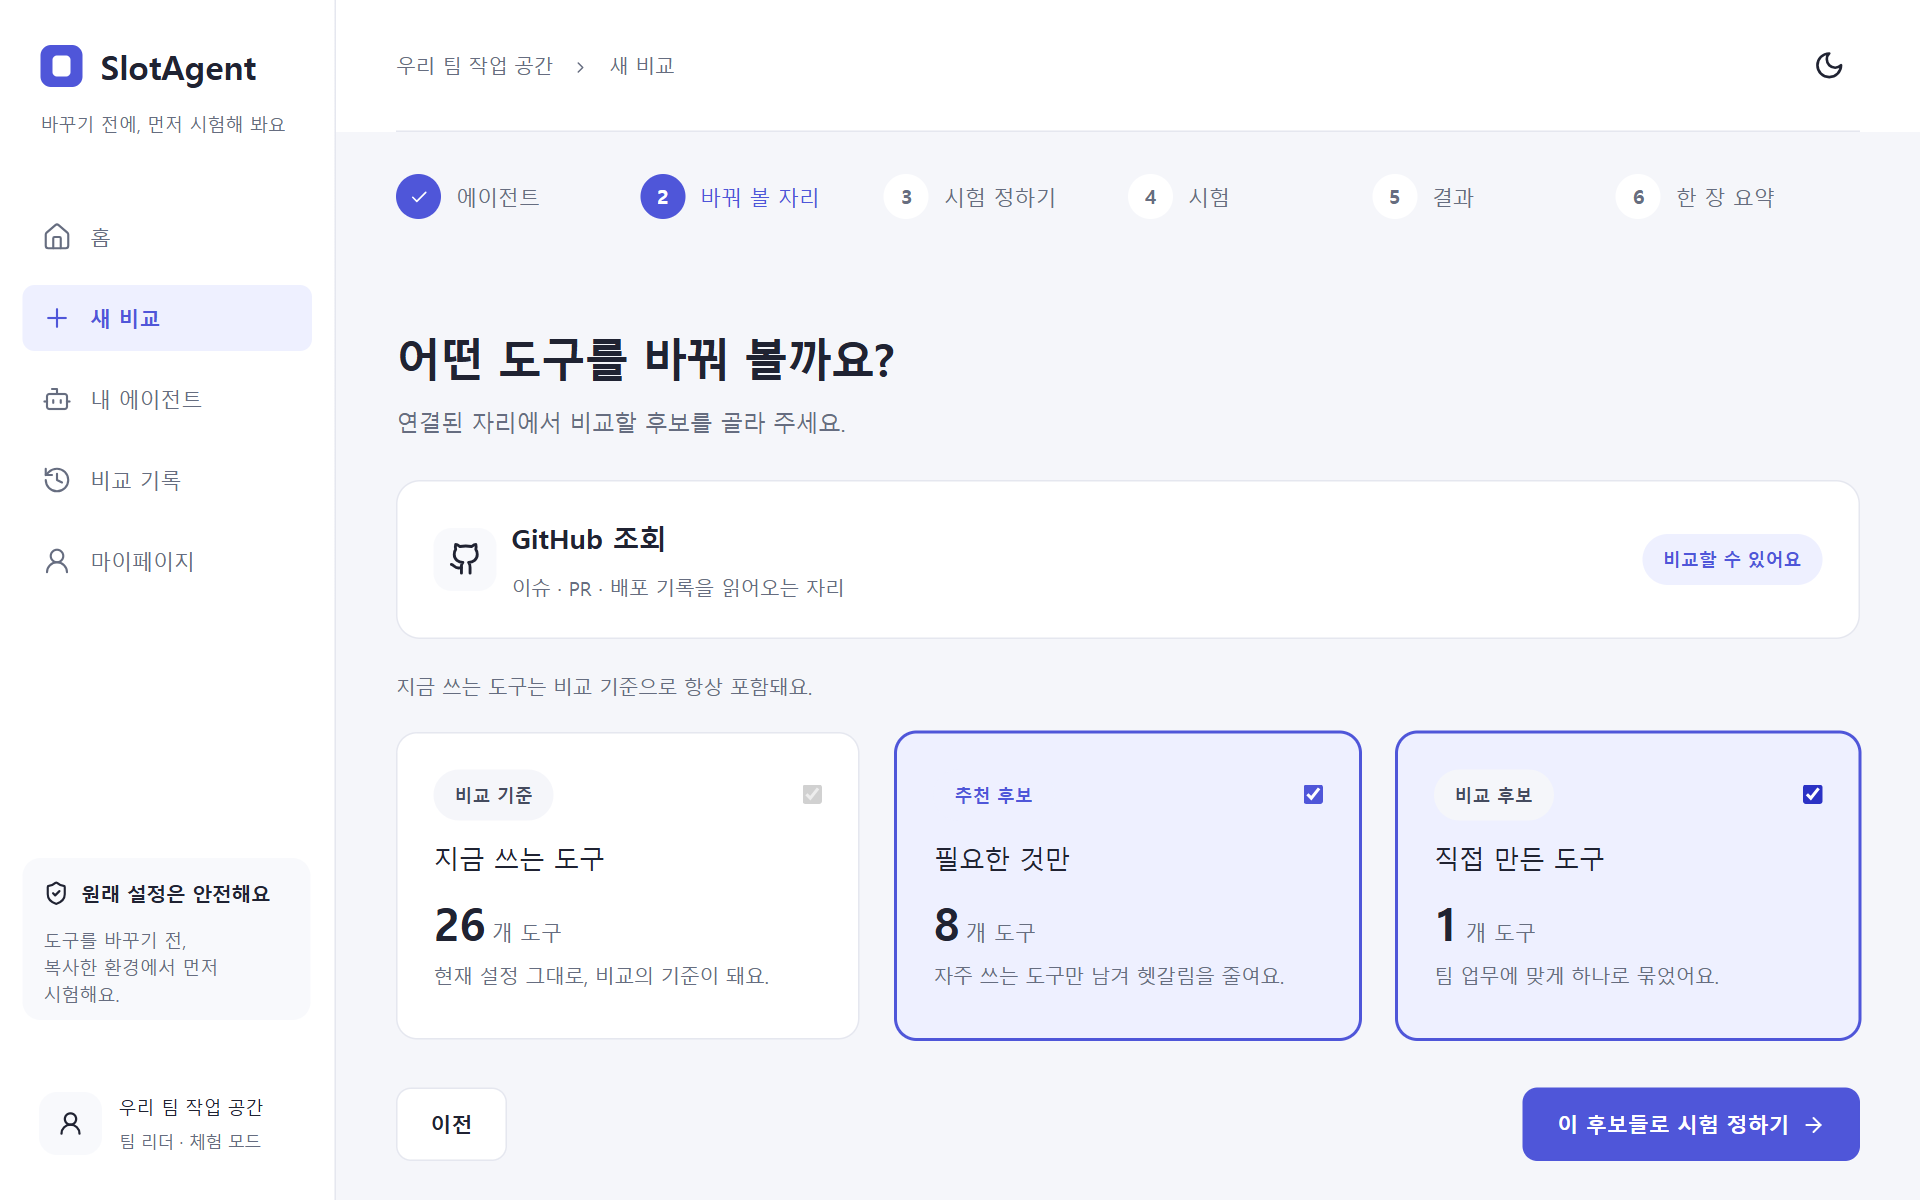 SlotAgent
바꾸기 전에, 먼저 시험해 봐요
홈
새 비교
내 에이전트
비교 기록
마이페이지
원래 설정은 안전해요
도구를 바꾸기 전,
복사한 환경에서 먼저
시험해요.
우리 팀 작업 공간
팀 리더 · 체험 모드
우리 팀 작업 공간 > 새 비교
에이전트
2 바꿔 볼 자리
3 시험 정하기
4 시험
5 결과
6 한 장 요약
어떤 도구를 바꿔 볼까요?
연결된 자리에서 비교할 후보를 골라 주세요.
GitHub 조회
이슈 · PR · 배포 기록을 읽어오는 자리
비교할 수 있어요
지금 쓰는 도구는 비교 기준으로 항상 포함돼요.
비교 기준
지금 쓰는 도구
26 개 도구
현재 설정 그대로, 비교의 기준이 돼요.
추천 후보
필요한 것만
8 개 도구
자주 쓰는 도구만 남겨 헷갈림을 줄여요.
비교 후보
직접 만든 도구
1 개 도구
팀 업무에 맞게 하나로 묶었어요.
이전
이 후보들로 시험 정하기 →